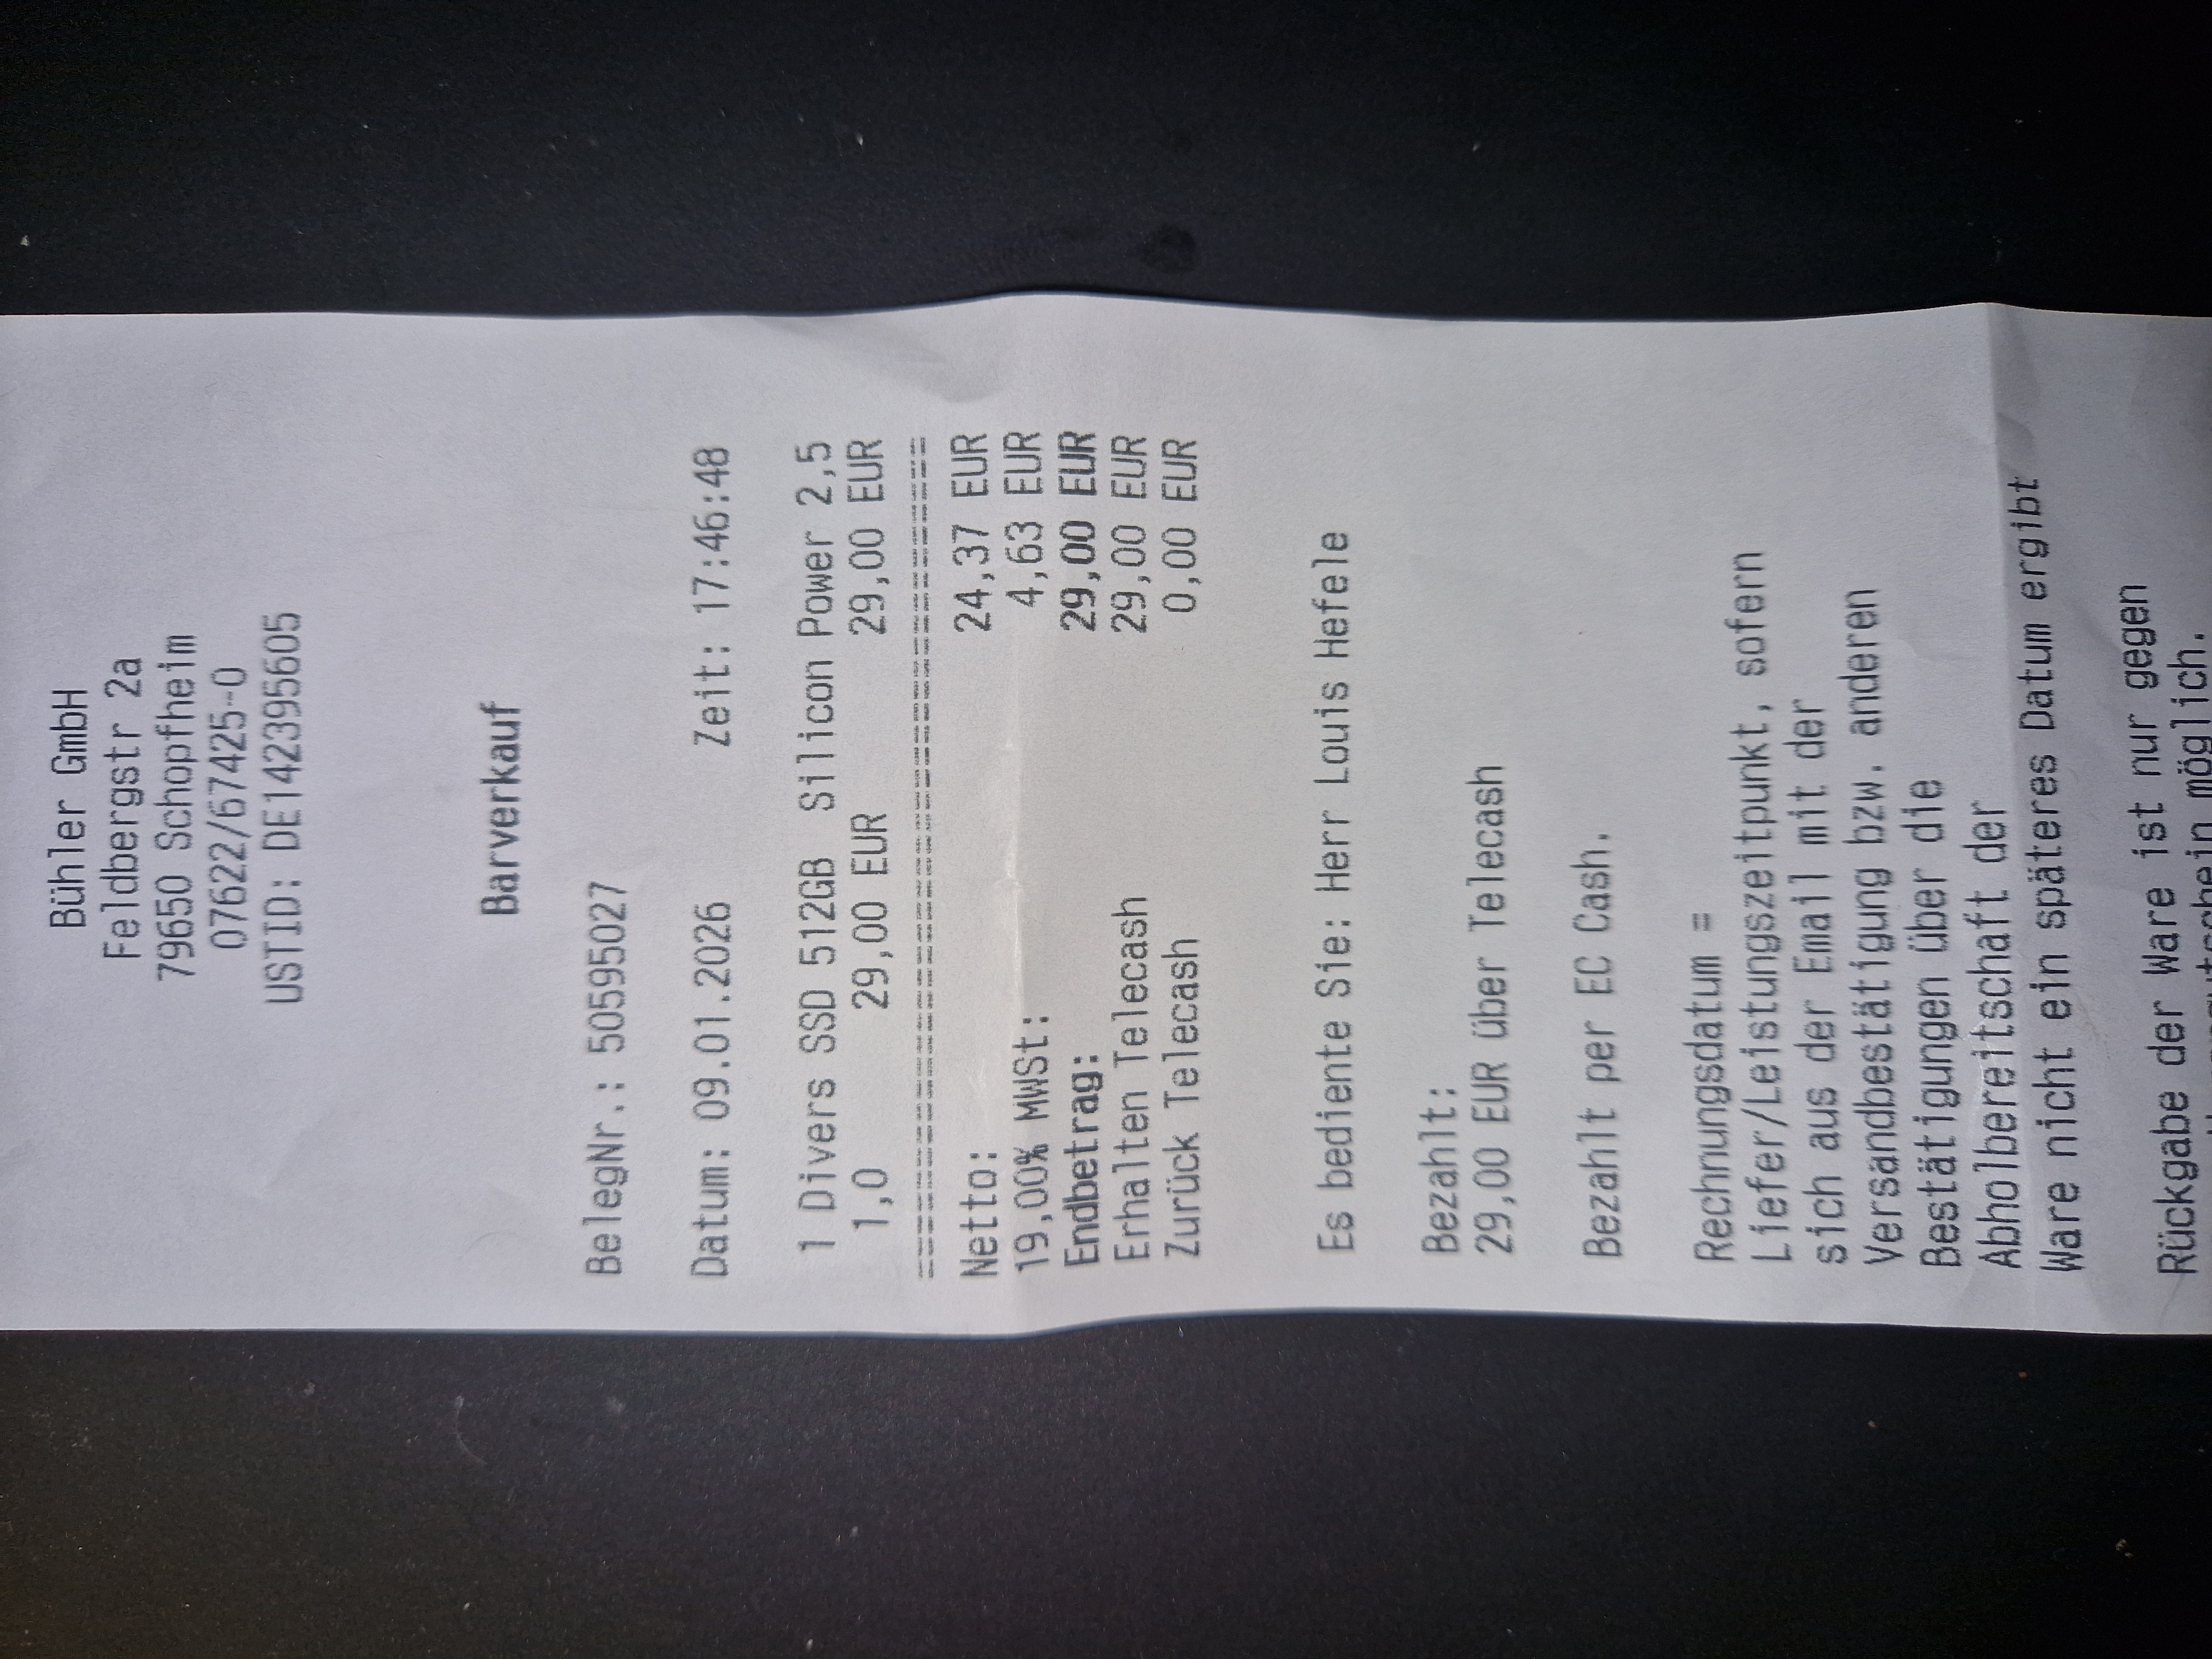 Bühler GmbH
Feldbergstr 2a
79650 Schopfheim
07622/67425-0
USTID: DE142395605
Barverkauf
BelegNr.: 50595027
Datum: 09.01.2026 Zeit: 17:46:48
1 Divers SSD 512GB Silicon Power 2,5
1,0 29,00 EUR 29,00 EUR
========================================
Netto: 24,37 EUR
19,00% MWSt: 4,63 EUR
Endbetrag: 29,00 EUR
Erhalten Telecash 29,00 EUR
Zurück Telecash 0,00 EUR
Es bediente Sie: Herr Louis Hefele
Bezahlt:
29,00 EUR über Telecash
Bezahlt per EC Cash.
Rechnungsdatum =
Liefer/Leistungszeitpunkt, sofern
sich aus der Email mit der
Versandbestätigung bzw. anderen
Bestätigungen über die
Abholbereitschaft der
Ware nicht ein späteres Datum ergibt
Rückgabe der Ware ist nur gegen
möglich.